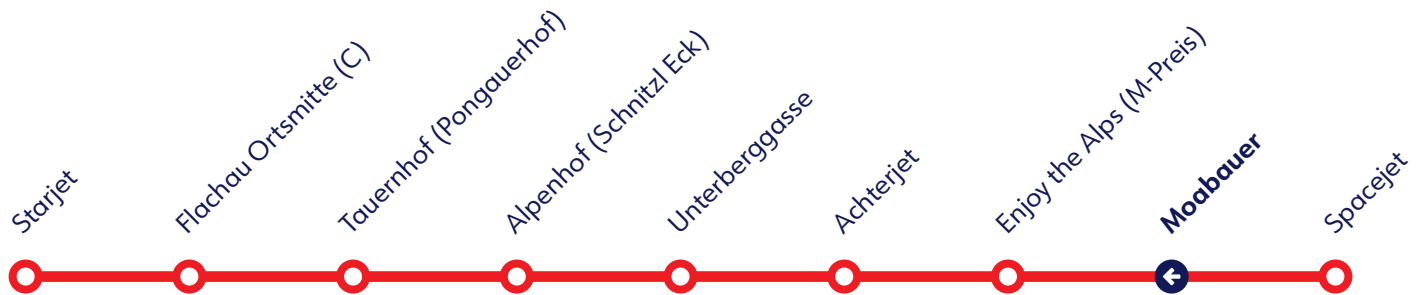 Starjet
Flachau Ortsmitte (C)
Tauernhof (Pongauerhof)
Alpenhof (Schnitzl Eck)
Unterberggasse
Achterjet
Enjoy the Alps (M-Preis)
Moabauer
Spacejet